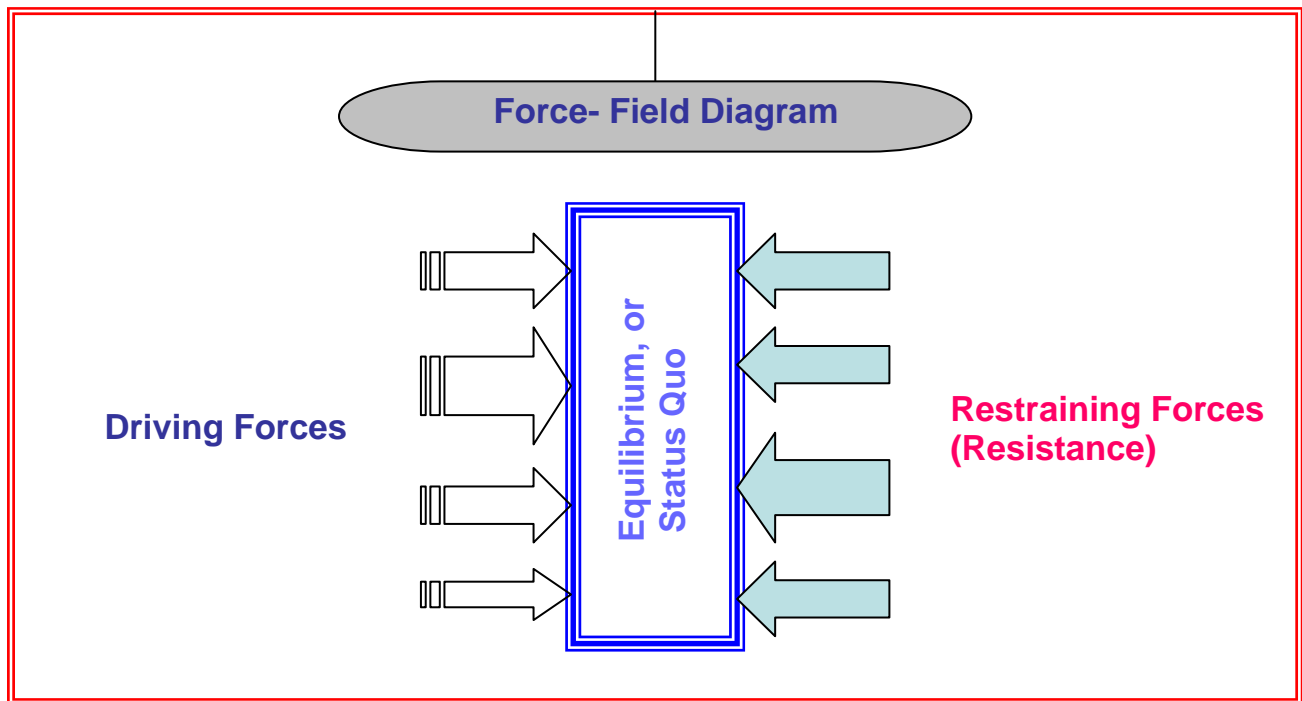 Force- Field Diagram
Driving Forces
Equilibrium, or
Status Quo
Restraining Forces
(Resistance)